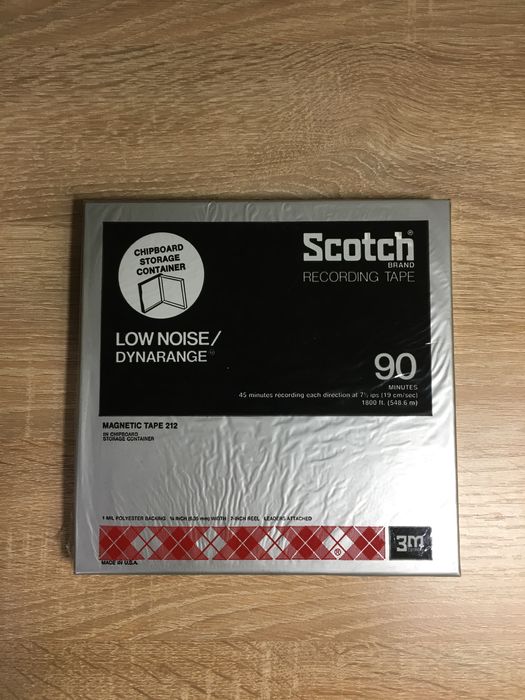 CHIPBOARD
STORAGE
CONTAINER
Scotch®
BRAND
RECORDING TAPE
LOW NOISE/
DYNARANGE
90
MINUTES
45 minutes recording each direction at 7½ ips (19 cm/sec)
1800 ft. (548.6 m)
MAGNETIC TAPE 212
IN CHIPBOARD
STORAGE CONTAINER
1 MIL POLYESTER BACKING ¼ INCH (6.35 mm) WIDTH 7-INCH REEL LEADERS ATTACHED
®
3M
MADE IN U.S.A.